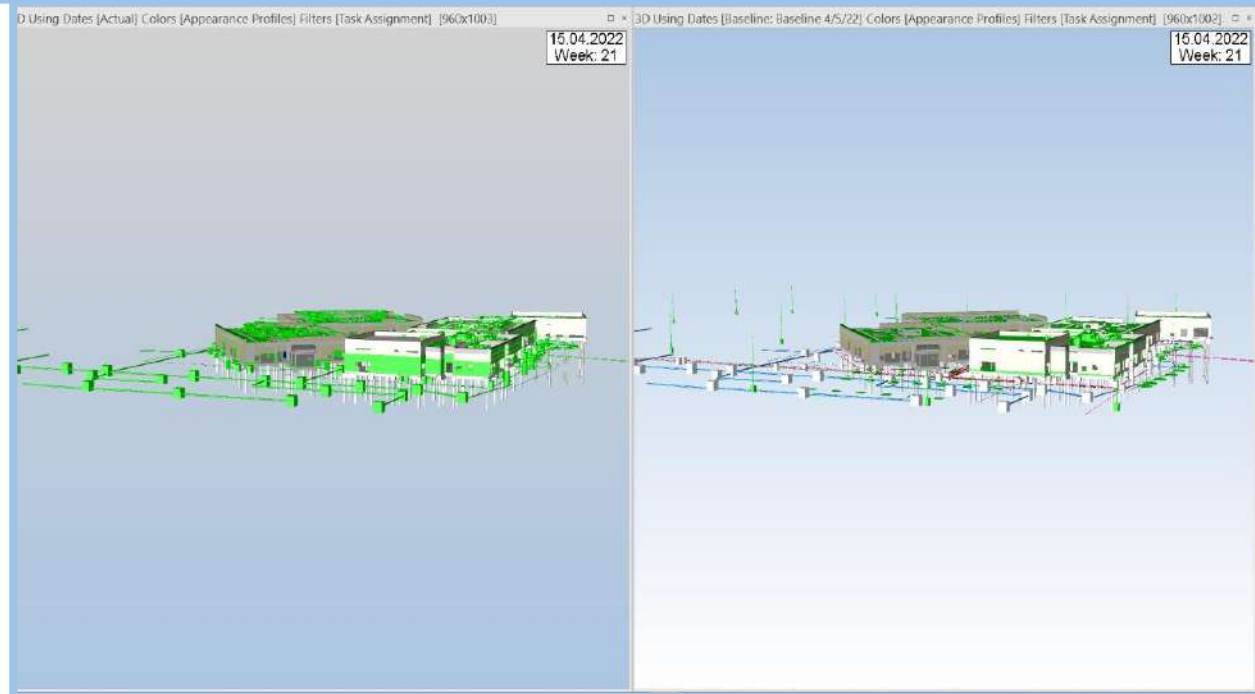 D Using Dates [Actual] Colors [Appearance Profiles] Filters [Task Assignment] [960x1003]
15.04.2022
Week: 21
3D Using Dates [Baseline: Baseline 4/5/22] Colors [Appearance Profiles] Filters [Task Assignment] [960x1002]
15.04.2022
Week: 21